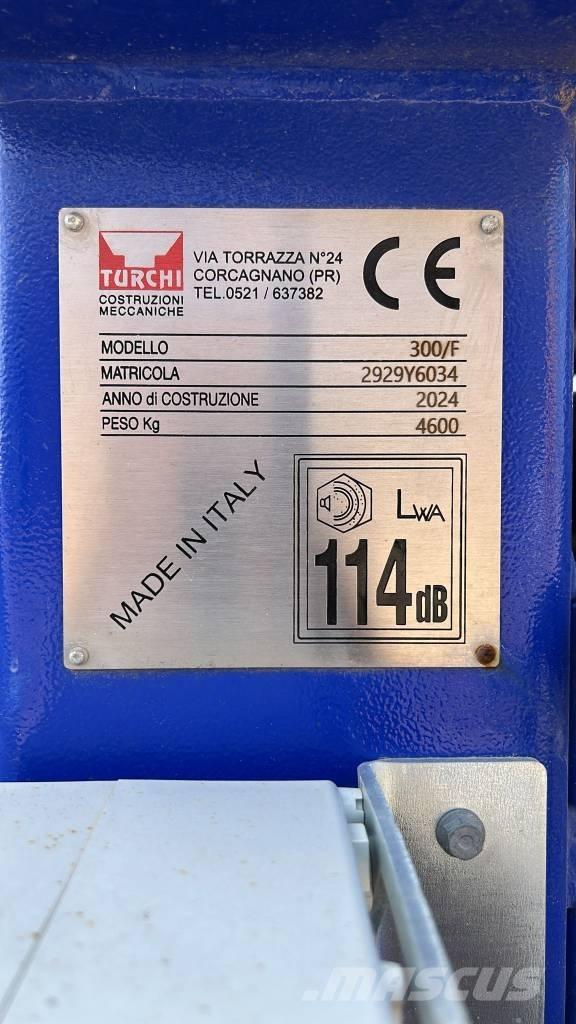 TURCHI
COSTRUZIONI
MECCANICHE
VIA TORRAZZA N°24
CORCAGNANO (PR)
TEL.0521 / 637382
CE
MODELLO 300/F
MATRICOLA 2929Y6034
ANNO di COSTRUZIONE 2024
PESO Kg 4600
MADE IN ITALY
LWA
114dB
MASCUS